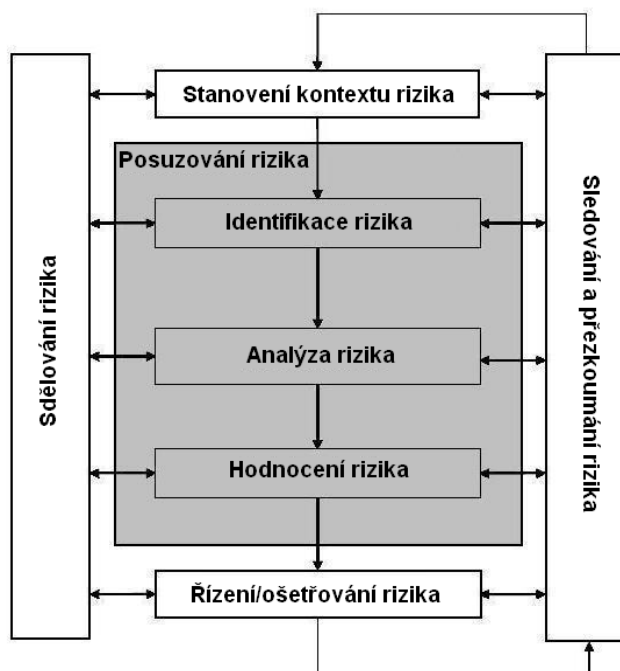 Stanovení kontextu rizika
Posuzování rizika
Identifikace rizika
Analýza rizika
Hodnocení rizika
Řízení/ošetřování rizika
Sdělování rizika
Sledování a přezkoumání rizika